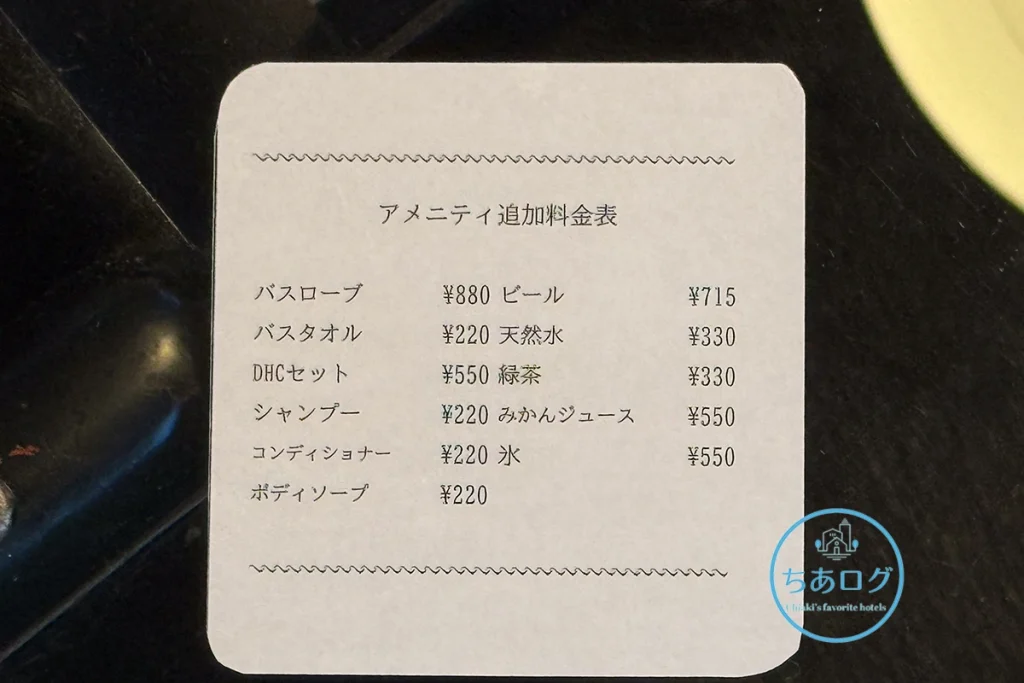 アメニティ追加料金表
バスローブ ¥880 ビール ¥715
バスタオル ¥220 天然水 ¥330
DHCセット ¥550 緑茶 ¥330
シャンプー ¥220 みかんジュース ¥550
コンディショナー ¥220 氷 ¥550
ボディソープ ¥220
ちあログ
Chiaki's favorite hotels